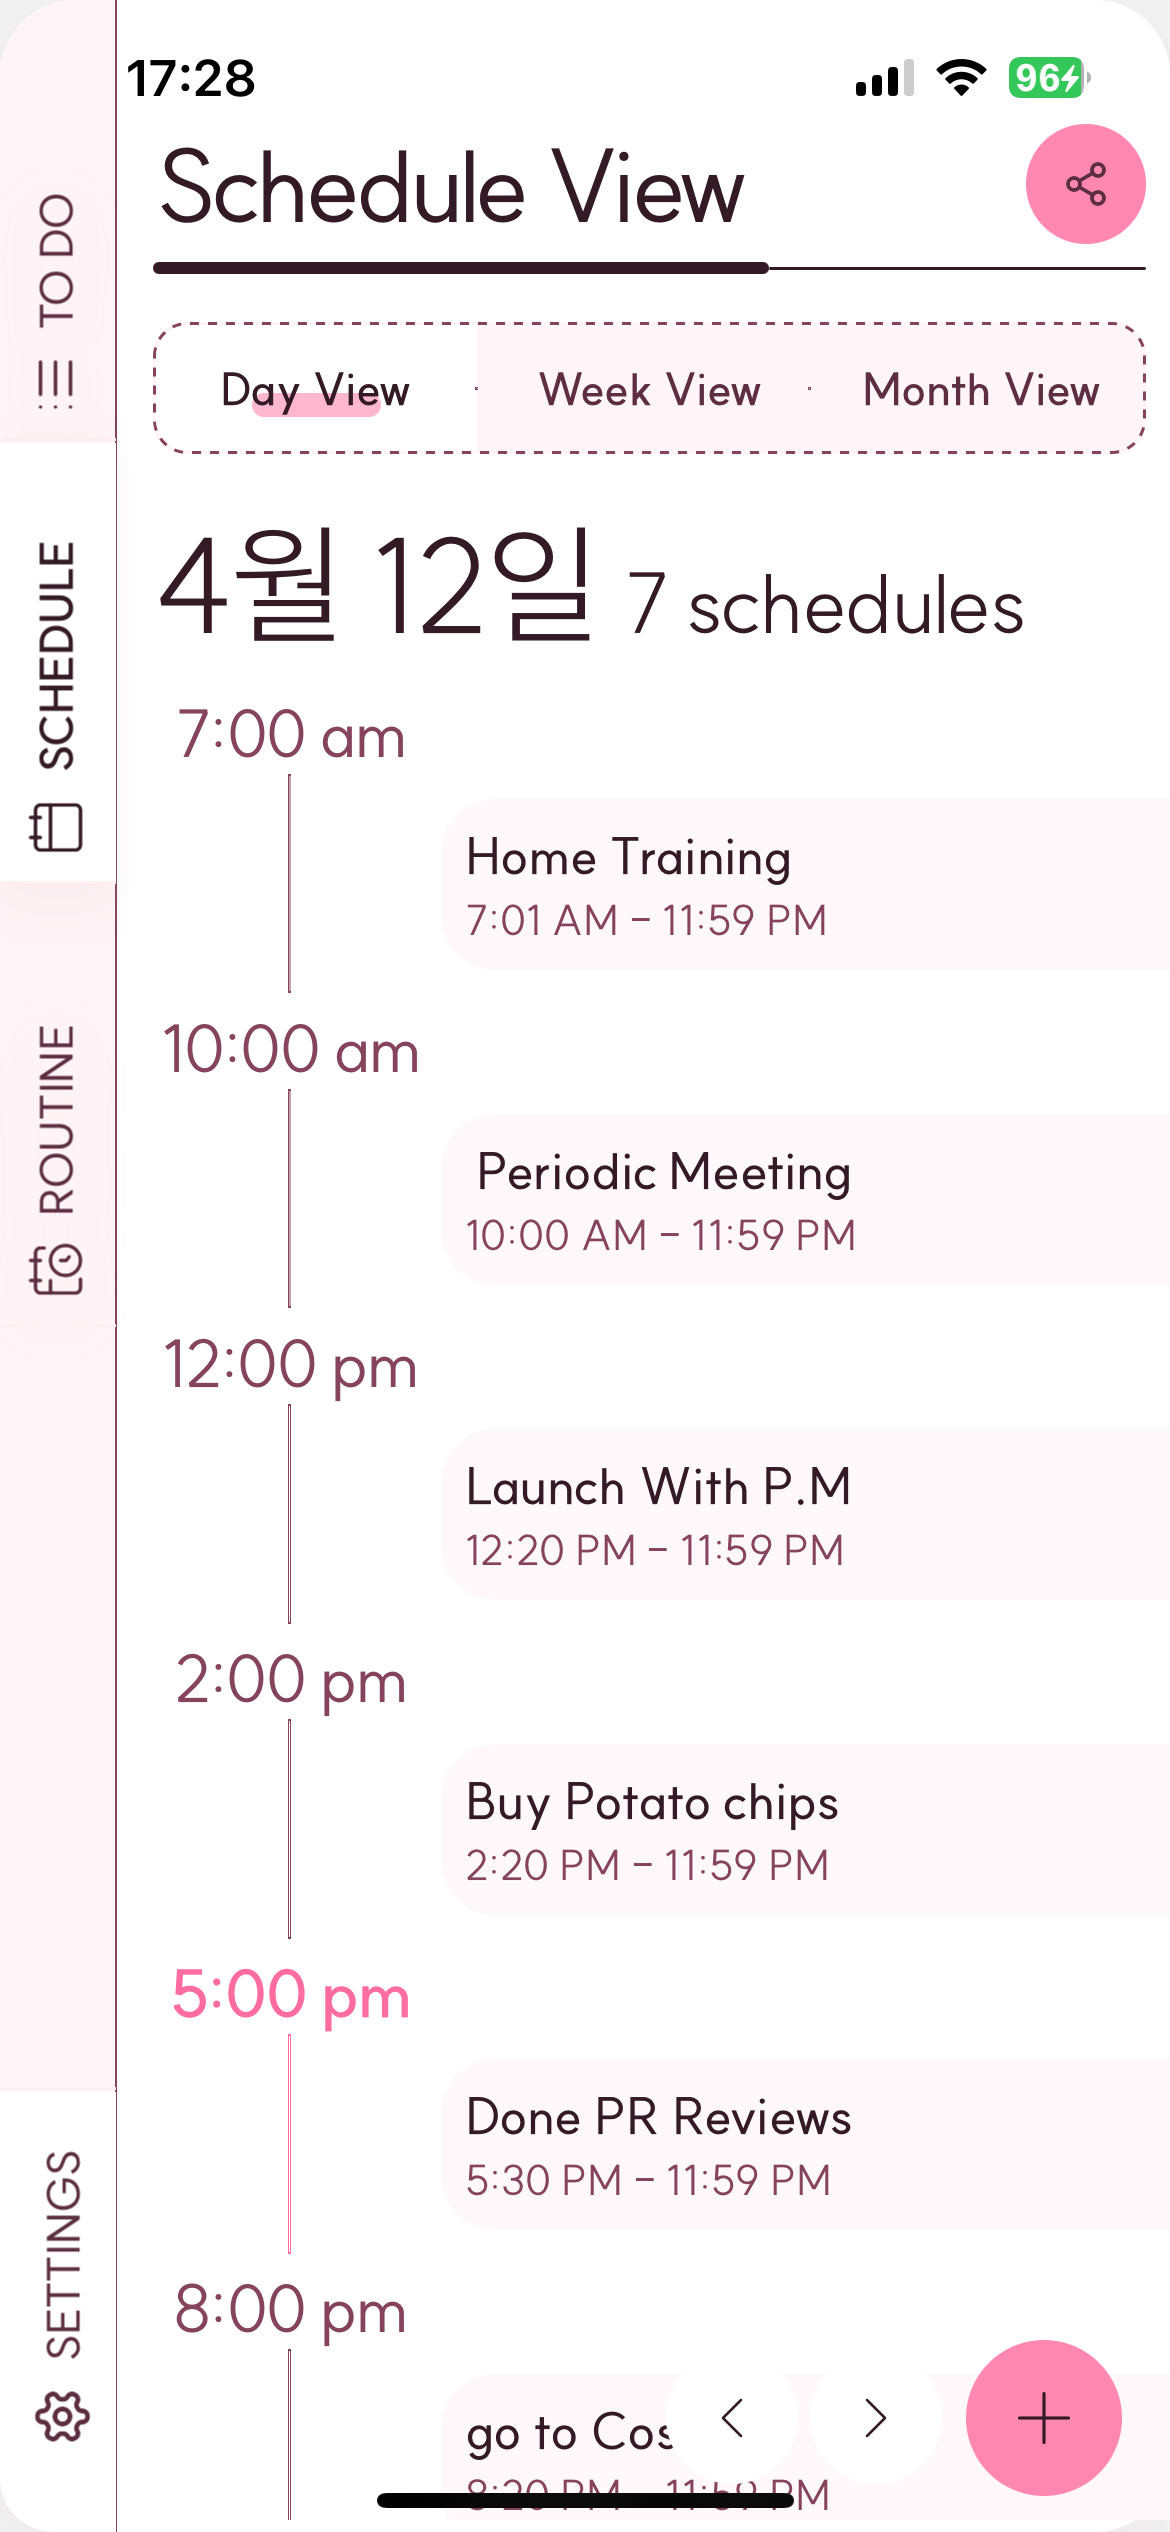 17:28
96
Schedule View
TO DO
SCHEDULE
ROUTINE
SETTINGS
Day View
Week View
Month View
4월 12일 7 schedules
7:00 am
Home Training
7:01 AM – 11:59 PM
10:00 am
Periodic Meeting
10:00 AM – 11:59 PM
12:00 pm
Launch With P.M
12:20 PM – 11:59 PM
2:00 pm
Buy Potato chips
2:20 PM – 11:59 PM
5:00 pm
Done PR Reviews
5:30 PM – 11:59 PM
8:00 pm
go to
8:20 PM – 11:59 PM